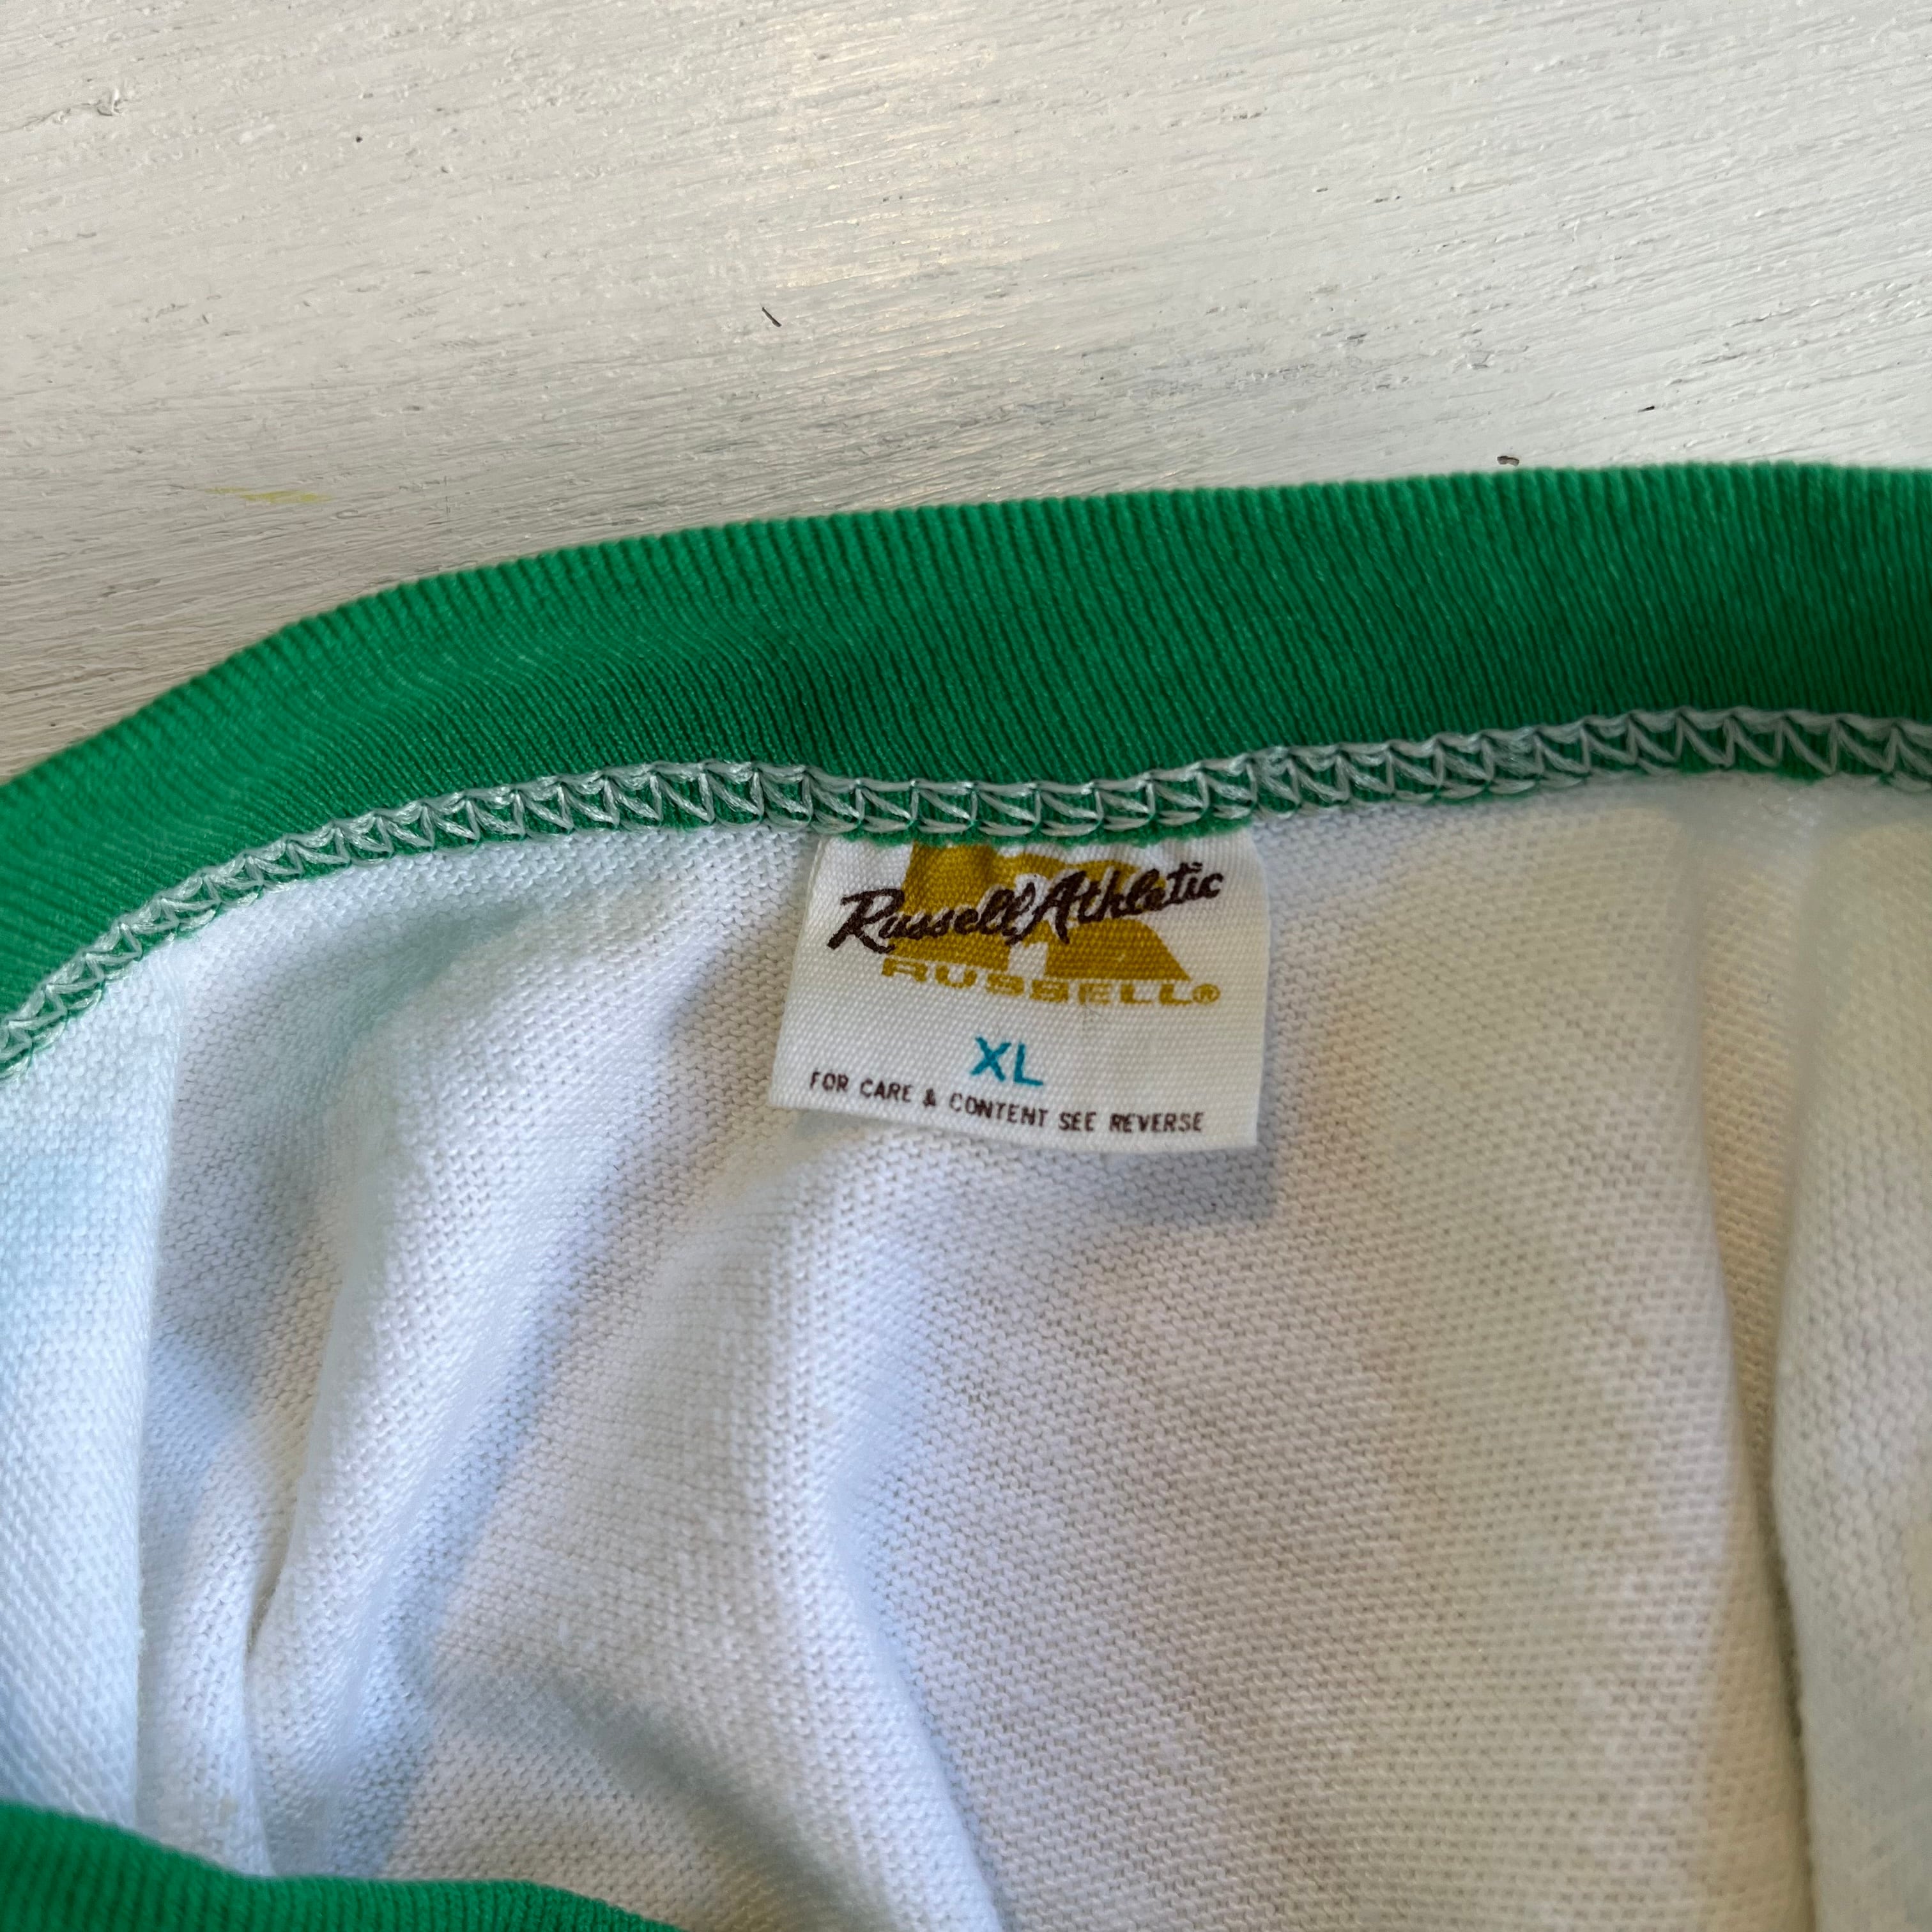 Russell Athletic
RUSSELL®
XL
FOR CARE & CONTENT SEE REVERSE